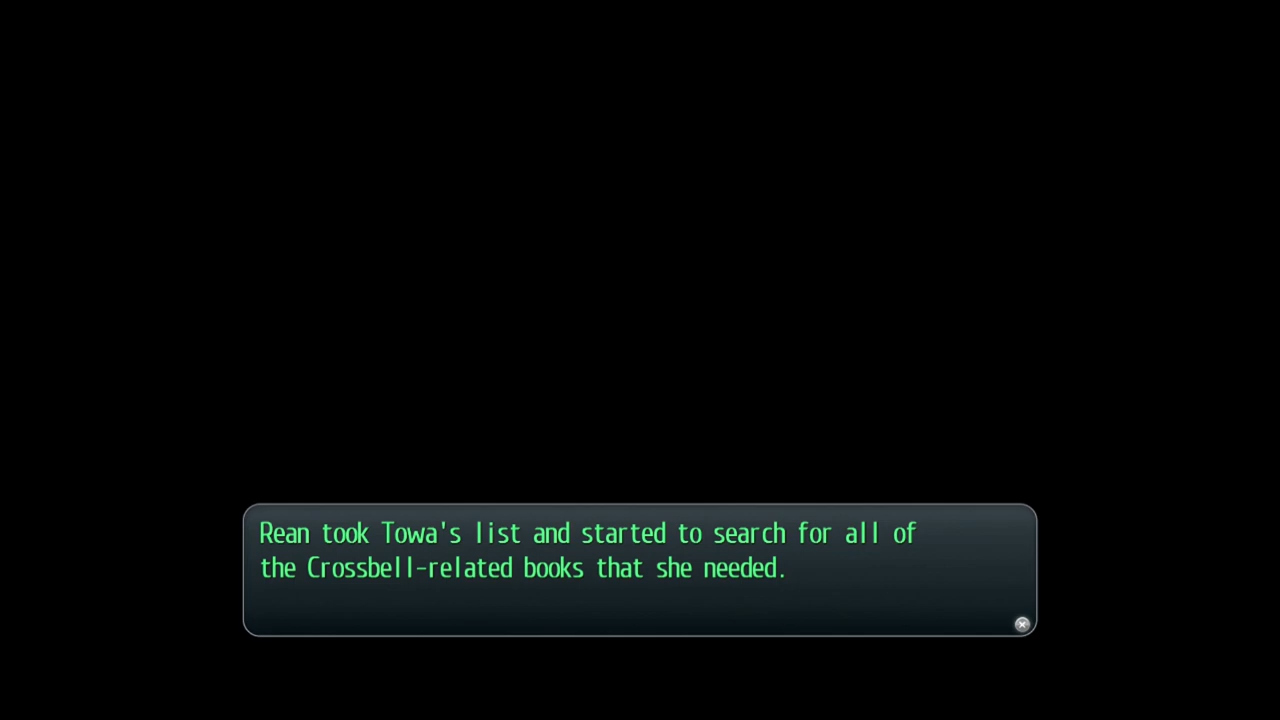 Rean took Towa's list and started to search for all of
the Crossbell-related books that she needed.